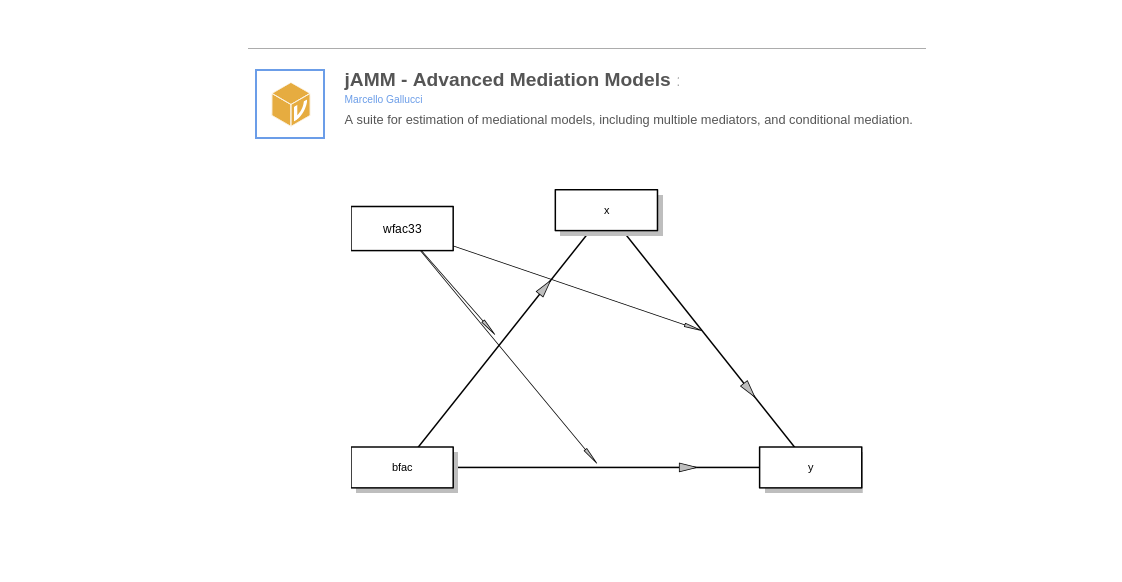 jAMM - Advanced Mediation Models :
Marcello Gallucci
A suite for estimation of mediational models, including multiple mediators, and conditional mediation.
x
wfac33
bfac
y